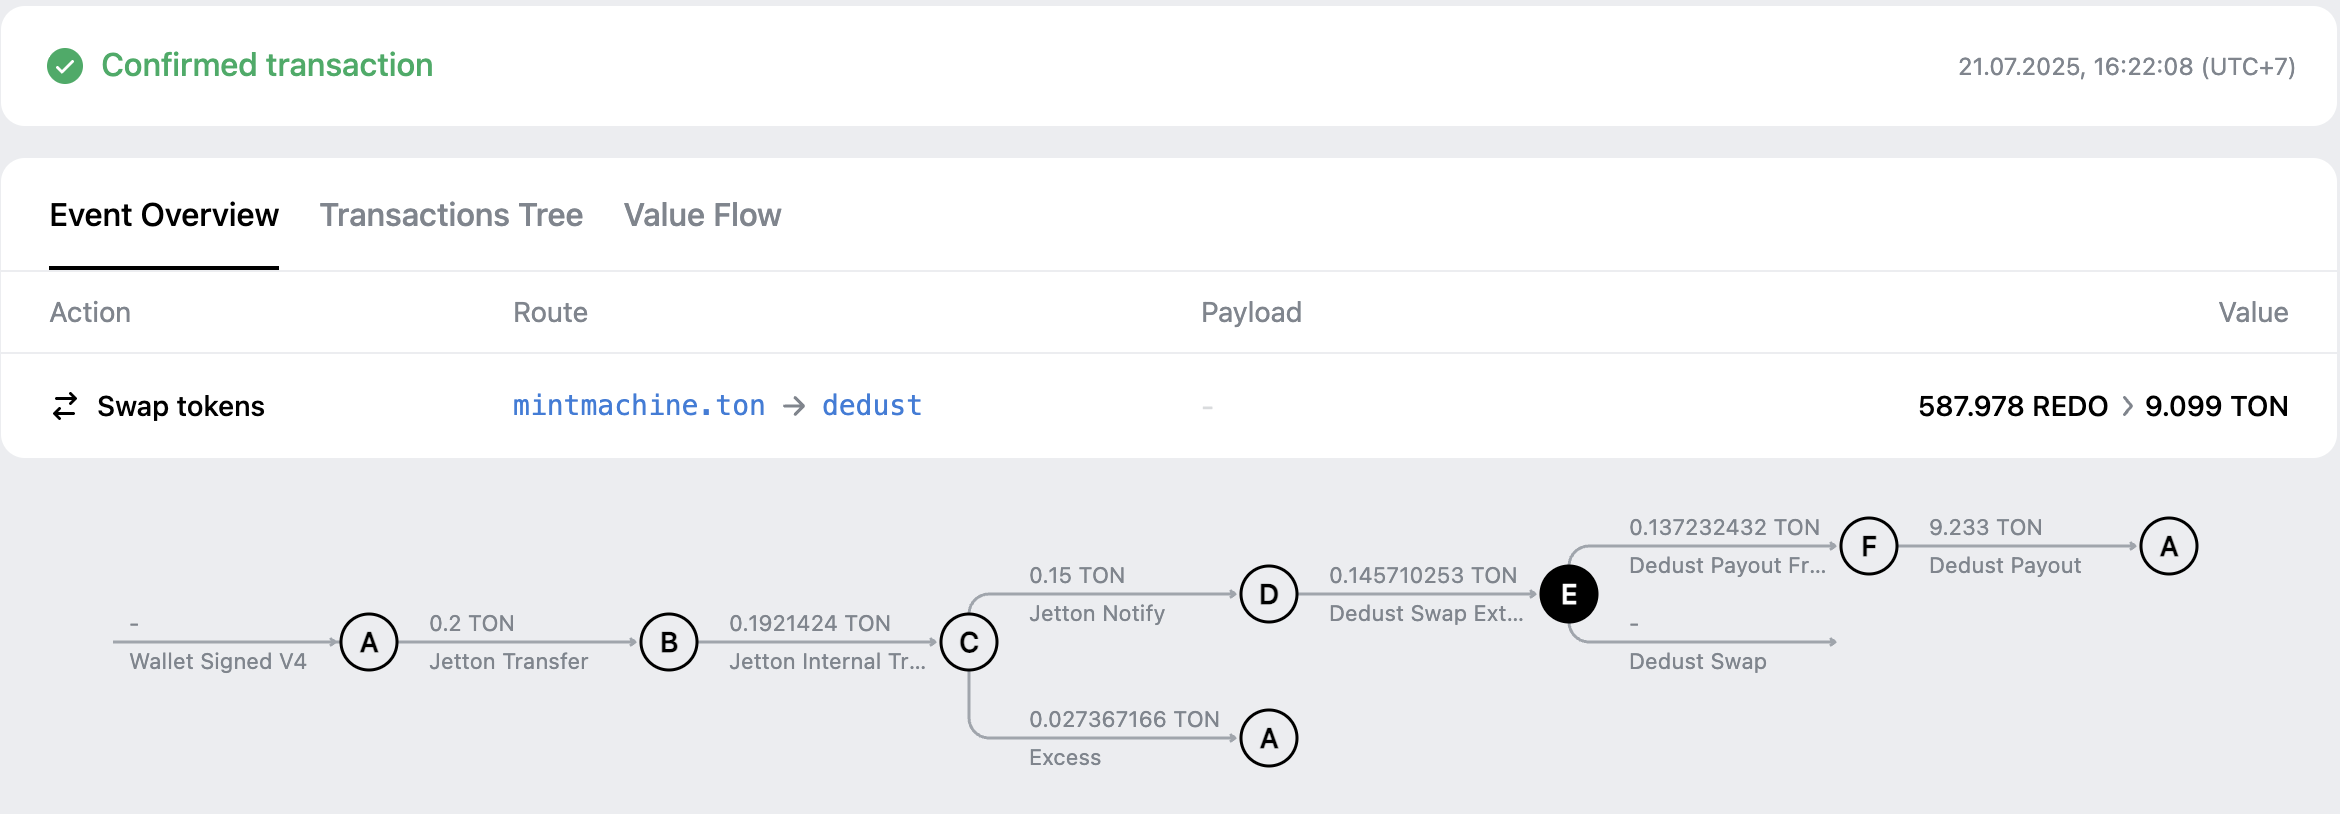 Confirmed transaction
21.07.2025, 16:22:08 (UTC+7)
Event Overview Transactions Tree Value Flow
Action Route Payload Value
Swap tokens mintmachine.ton → dedust - 587.978 REDO > 9.099 TON
-
Wallet Signed V4
A
0.2 TON
Jetton Transfer
B
0.1921424 TON
Jetton Internal Tr...
C
0.15 TON
Jetton Notify
D
0.145710253 TON
Dedust Swap Ext...
E
0.137232432 TON
Dedust Payout Fr...
F
9.233 TON
Dedust Payout
A
-
Dedust Swap
0.027367166 TON
Excess
A